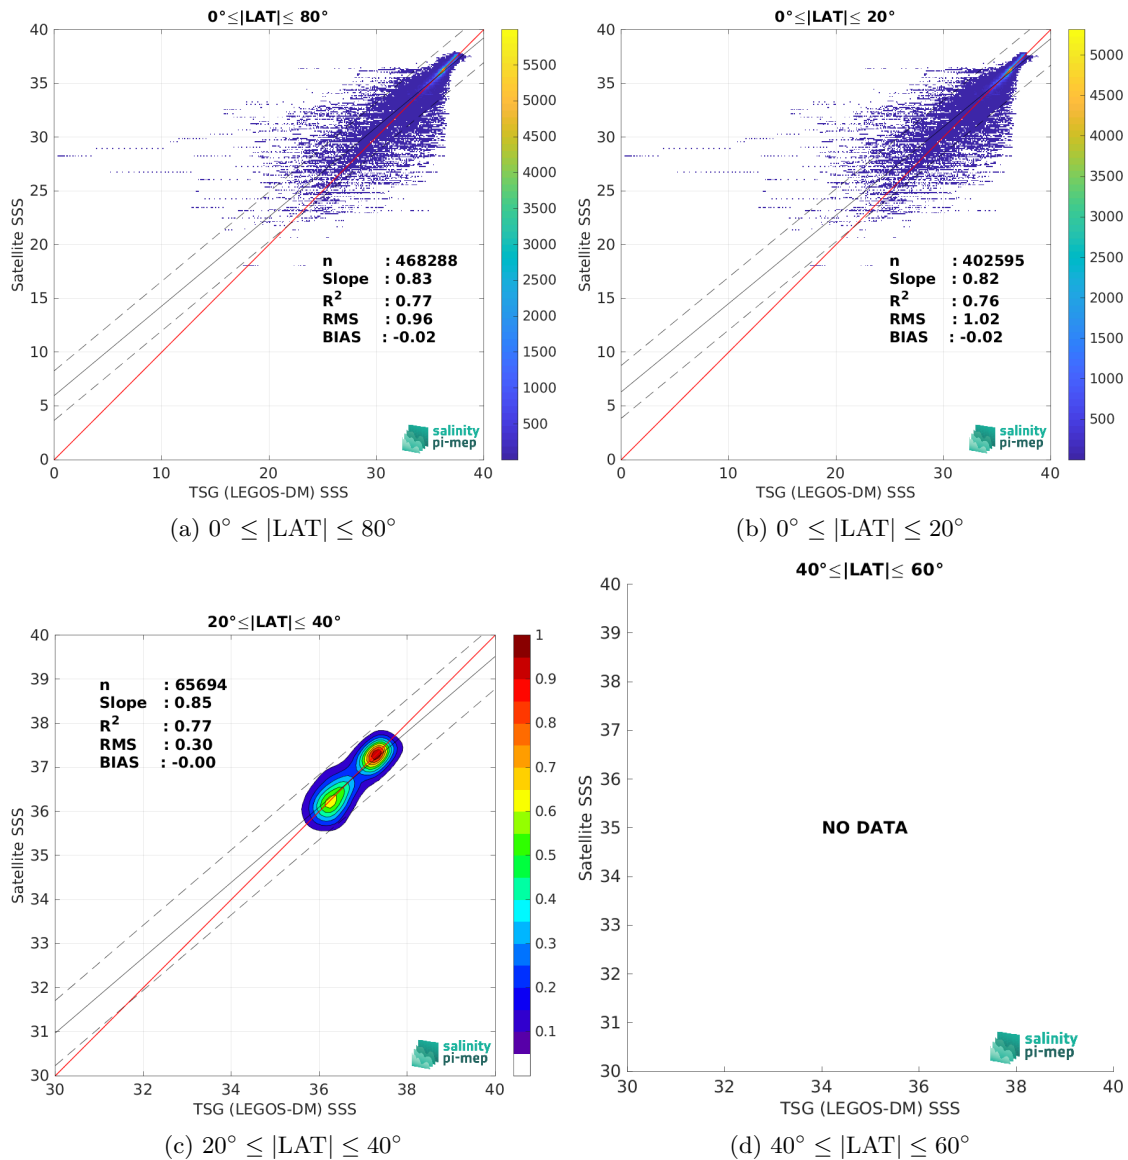 0°≤|LAT|≤ 80°
Satellite SSS
40
35
30
25
20
15
10
5
0
n : 468288
Slope : 0.83
R² : 0.77
RMS : 0.96
BIAS : -0.02
salinity
pi-mep
0 10 20 30 40
TSG (LEGOS-DM) SSS
5500
5000
4500
4000
3500
3000
2500
2000
1500
1000
500
(a) 0° ≤ |LAT| ≤ 80°
0°≤|LAT|≤ 20°
Satellite SSS
40
35
30
25
20
15
10
5
0
n : 402595
Slope : 0.82
R² : 0.76
RMS : 1.02
BIAS : -0.02
salinity
pi-mep
0 10 20 30 40
TSG (LEGOS-DM) SSS
5000
4500
4000
3500
3000
2500
2000
1500
1000
500
(b) 0° ≤ |LAT| ≤ 20°
20°≤|LAT|≤ 40°
Satellite SSS
40
39
38
37
36
35
34
33
32
31
30
n : 65694
Slope : 0.85
R² : 0.77
RMS : 0.30
BIAS : -0.00
salinity
pi-mep
30 32 34 36 38 40
TSG (LEGOS-DM) SSS
1
0.9
0.8
0.7
0.6
0.5
0.4
0.3
0.2
0.1
(c) 20° ≤ |LAT| ≤ 40°
40°≤|LAT|≤ 60°
Satellite SSS
40
39
38
37
36
35
34
33
32
31
30
NO DATA
salinity
pi-mep
30 32 34 36 38 40
TSG (LEGOS-DM) SSS
(d) 40° ≤ |LAT| ≤ 60°